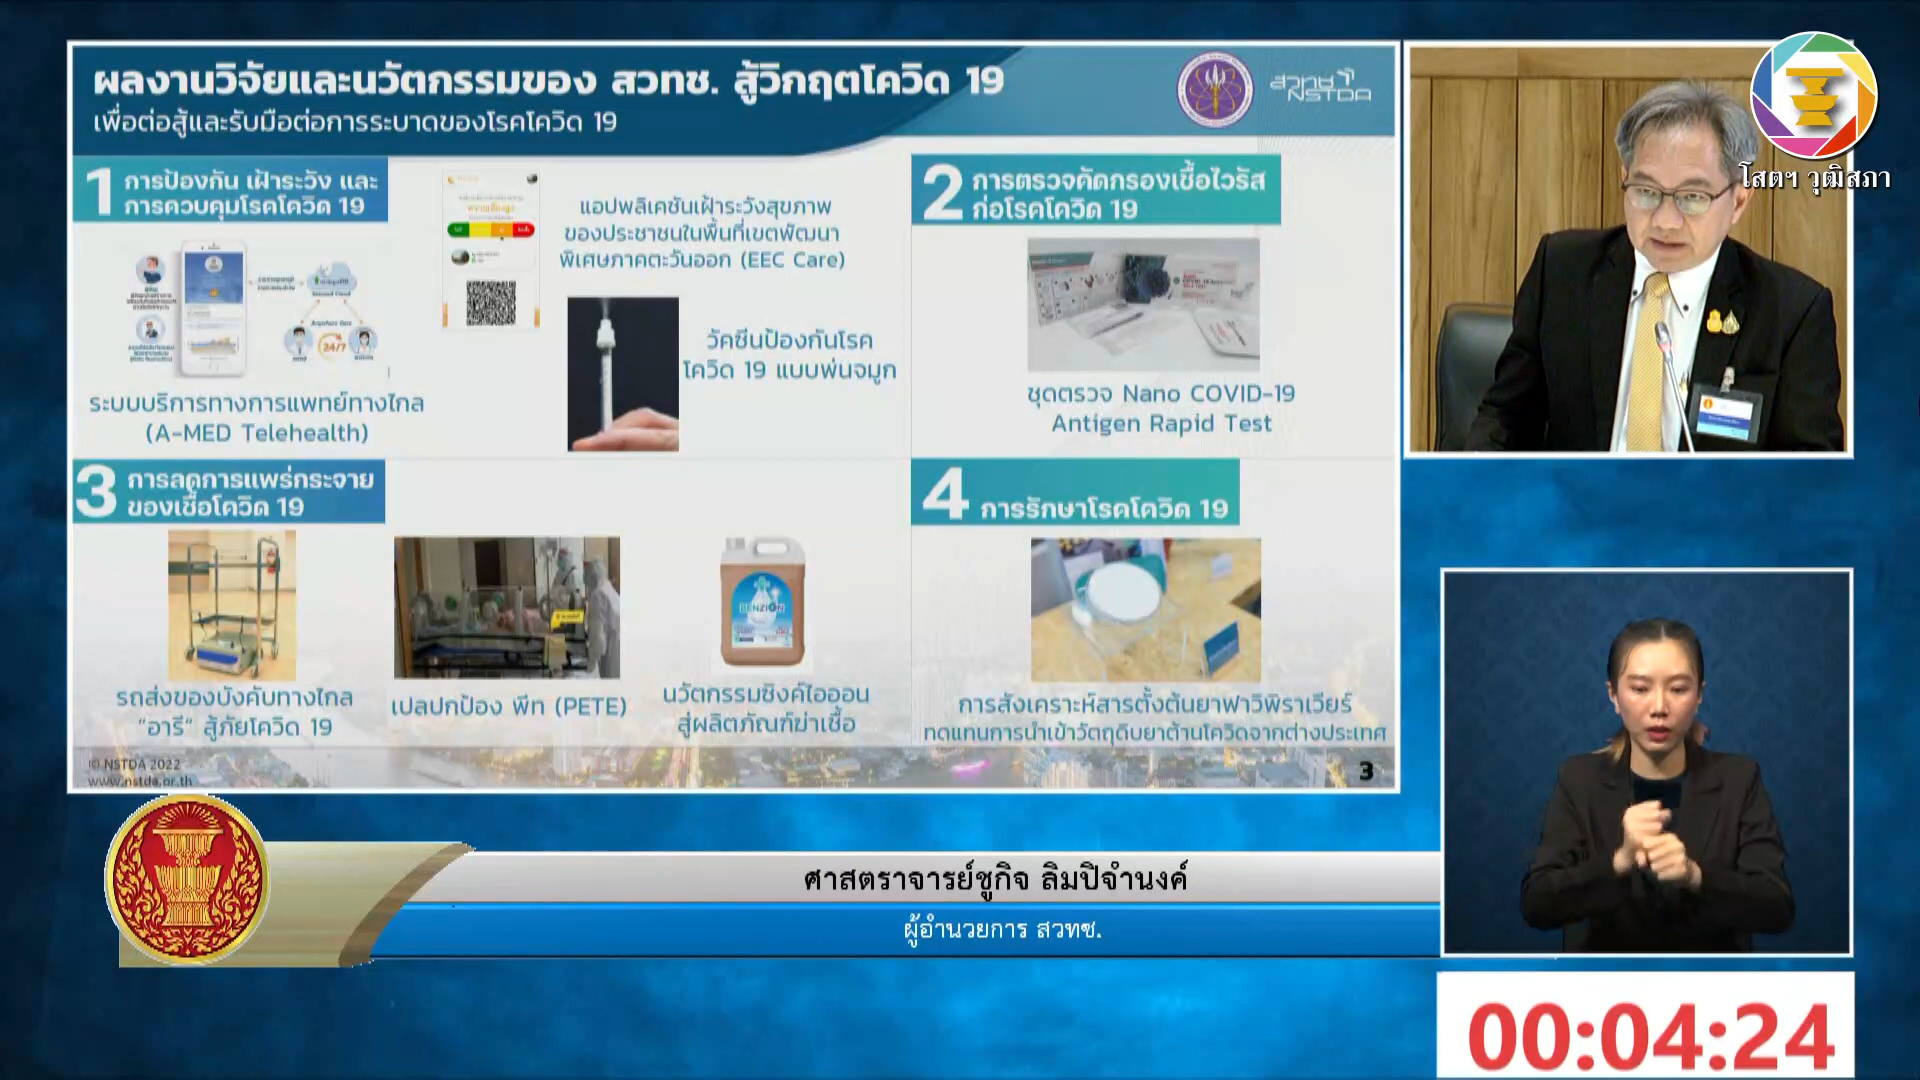 ผลงานวิจัยและนวัตกรรมของ สวทช. สู้วิกฤตโควิด 19
เพื่อต่อสู้และรับมือต่อการระบาดของโรคโควิด 19
สวทช
NSTDA
โสตฯ วุฒิสภา
1 การป้องกัน เฝ้าระวัง และ
การควบคุมโรคโควิด 19
24/7
ระบบบริการทางการแพทย์ทางไกล
(A-MED Telehealth)
แอปพลิเคชันเฝ้าระวังสุขภาพ
ของประชาชนในพื้นที่เขตพัฒนา
พิเศษภาคตะวันออก (EEC Care)
วัคซีนป้องกันโรค
โควิด 19 แบบพ่นจมูก
2 การตรวจคัดกรองเชื้อไวรัส
ก่อโรคโควิด 19
ชุดตรวจ Nano COVID-19
Antigen Rapid Test
3 การลดการแพร่กระจาย
ของเชื้อโควิด 19
รถส่งของบังคับทางไกล
"อารี" สู้ภัยโควิด 19
เปลปกป้อง พีท (PETE)
BENZION
นวัตกรรมซิงค์ไอออน
สู่ผลิตภัณฑ์ฆ่าเชื้อ
4 การรักษาโรคโควิด 19
การสังเคราะห์สารตั้งต้นยาฟาวิพิราเวียร์
ทดแทนการนำเข้าวัตถุดิบยาต้านโควิดจากต่างประเทศ
© NSTDA 2022
www.nstda.or.th
3
ศาสตราจารย์ชูกิจ ลิมปิจำนงค์
ผู้อำนวยการ สวทช.
00:04:24